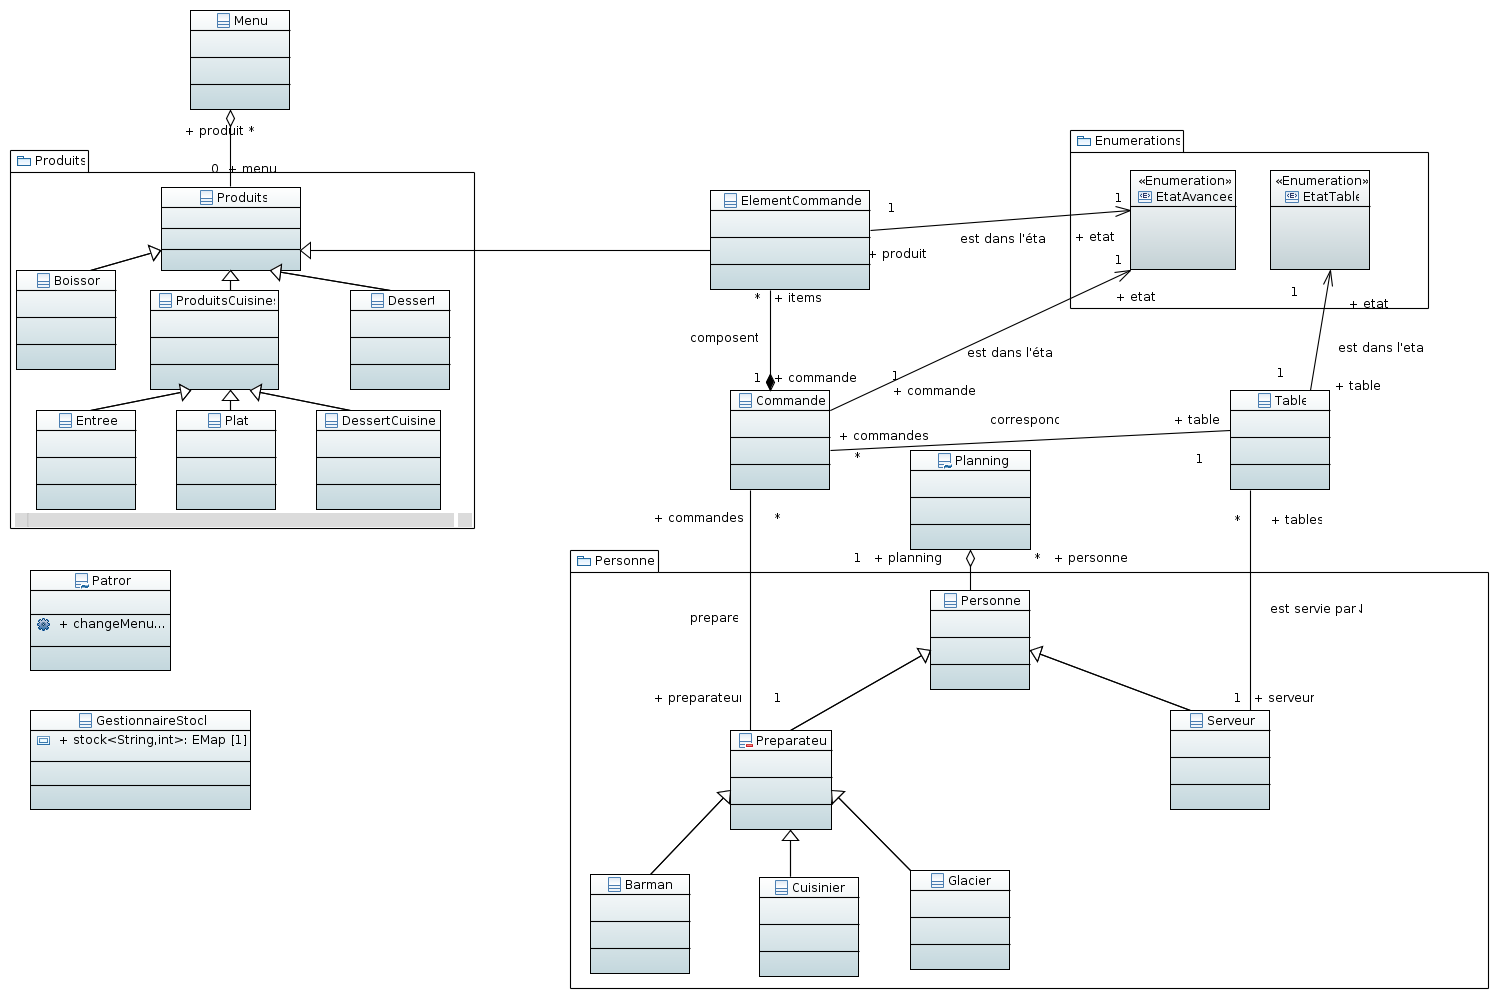 Menu
+ produit *
0 + menu
Produits
Produits
Boissor
ProduitsCuisine
Dessert
Entree
Plat
DessertCuisine
Patror
+ changeMenu...
GestionnaireStocl
+ stock<String,int>: EMap [1]
ElementCommande
1
est dans l'éta
+ produit
1
+ etat
* + items
composent
1 + commande
Commande
1
+ etat
est dans l'éta
1
+ commande
Enumerations
«Enumeration»
EtatAvancee
«Enumeration»
EtatTable
1
+ etat
est dans l'eta
1
+ table
Table
+ commandes
*
correspond
+ table
1
Planning
1 + planning
* + personne
+ commandes *
prepare
+ preparateur 1
* + tables
est servie par
1 + serveur
Personne
Personne
Serveur
Preparateu
Barman
Cuisinier
Glacier